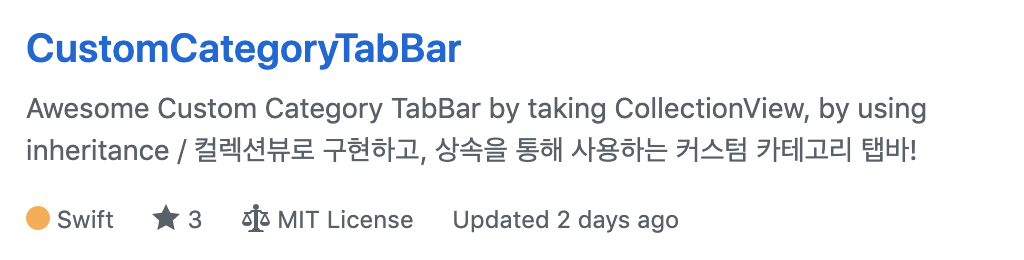 CustomCategoryTabBar
Awesome Custom Category TabBar by taking CollectionView, by using
inheritance / 컬렉션뷰로 구현하고, 상속을 통해 사용하는 커스텀 카테고리 탭바!
Swift 3 MIT License Updated 2 days ago